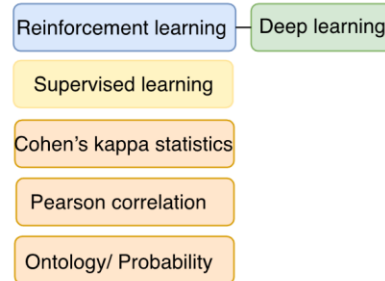 Reinforcement learning
Deep learning
Supervised learning
Cohen's kappa statistics
Pearson correlation
Ontology/ Probability